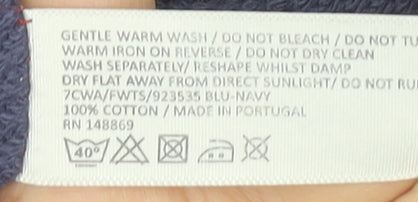 GENTLE WARM WASH / DO NOT BLEACH / DO NOT TU
WARM IRON ON REVERSE / DO NOT DRY CLEAN
WASH SEPARATELY/ RESHAPE WHILST DAMP
DRY FLAT AWAY FROM DIRECT SUNLIGHT/ DO NOT RU
7CWA/FWTS/923535 BLU-NAVY
100% COTTON / MADE IN PORTUGAL
RN 148869
40°